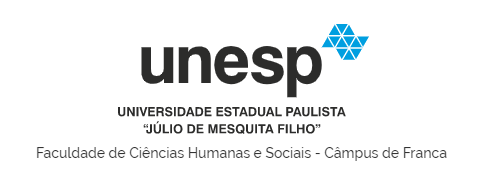 unesp
UNIVERSIDADE ESTADUAL PAULISTA
“JÚLIO DE MESQUITA FILHO”
Faculdade de Ciências Humanas e Sociais - Câmpus de Franca